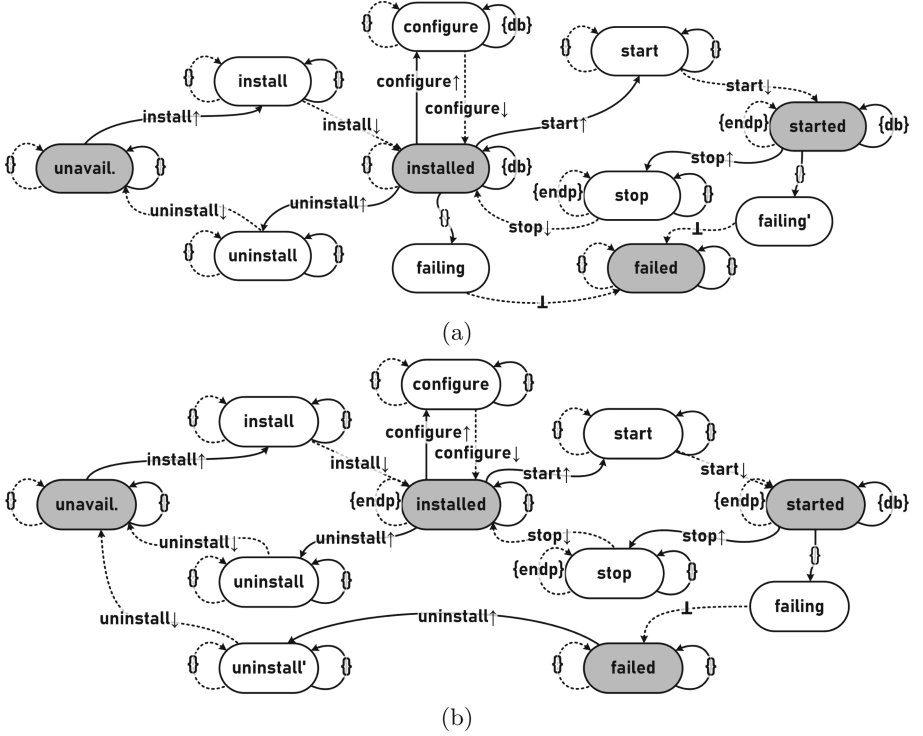 {}
configure
{db}
{}
start
{}
{}
install
{}
configure↑
start↓
configure↓
{endp}
started
{db}
install↑
install↓
start↑
{}
unavail.
{}
{}
installed
{db}
stop↑
{}
{endp}
stop
{}
uninstall↓
uninstall↑
{}
stop↓
failing'
⊥
{}
uninstall
{}
failing
{}
failed
{}
⊥
(a)
{}
configure
{}
{}
install
{}
configure↑
{}
start
{}
install↑
install↓
configure↓
start↑
start↓
{}
unavail.
{}
{endp}
installed
{}
{endp}
started
{db}
uninstall↓
uninstall↑
stop↓
stop↑
{}
{}
uninstall
{}
{endp}
stop
{}
failing
uninstall↓
uninstall↑
⊥
{}
uninstall'
{}
{}
failed
{}
(b)